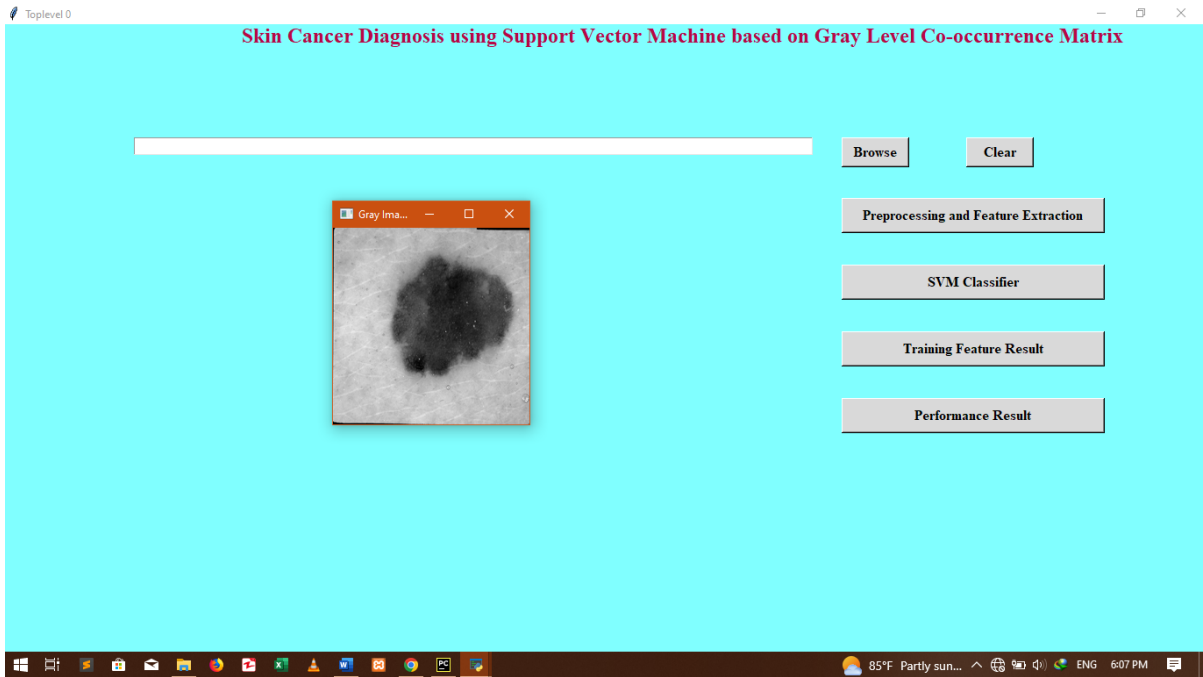 Toplevel 0
Skin Cancer Diagnosis using Support Vector Machine based on Gray Level Co-occurrence Matrix
Browse
Clear
Gray Ima...
Preprocessing and Feature Extraction
SVM Classifier
Training Feature Result
Performance Result
85°F Partly sun... ENG 6:07 PM